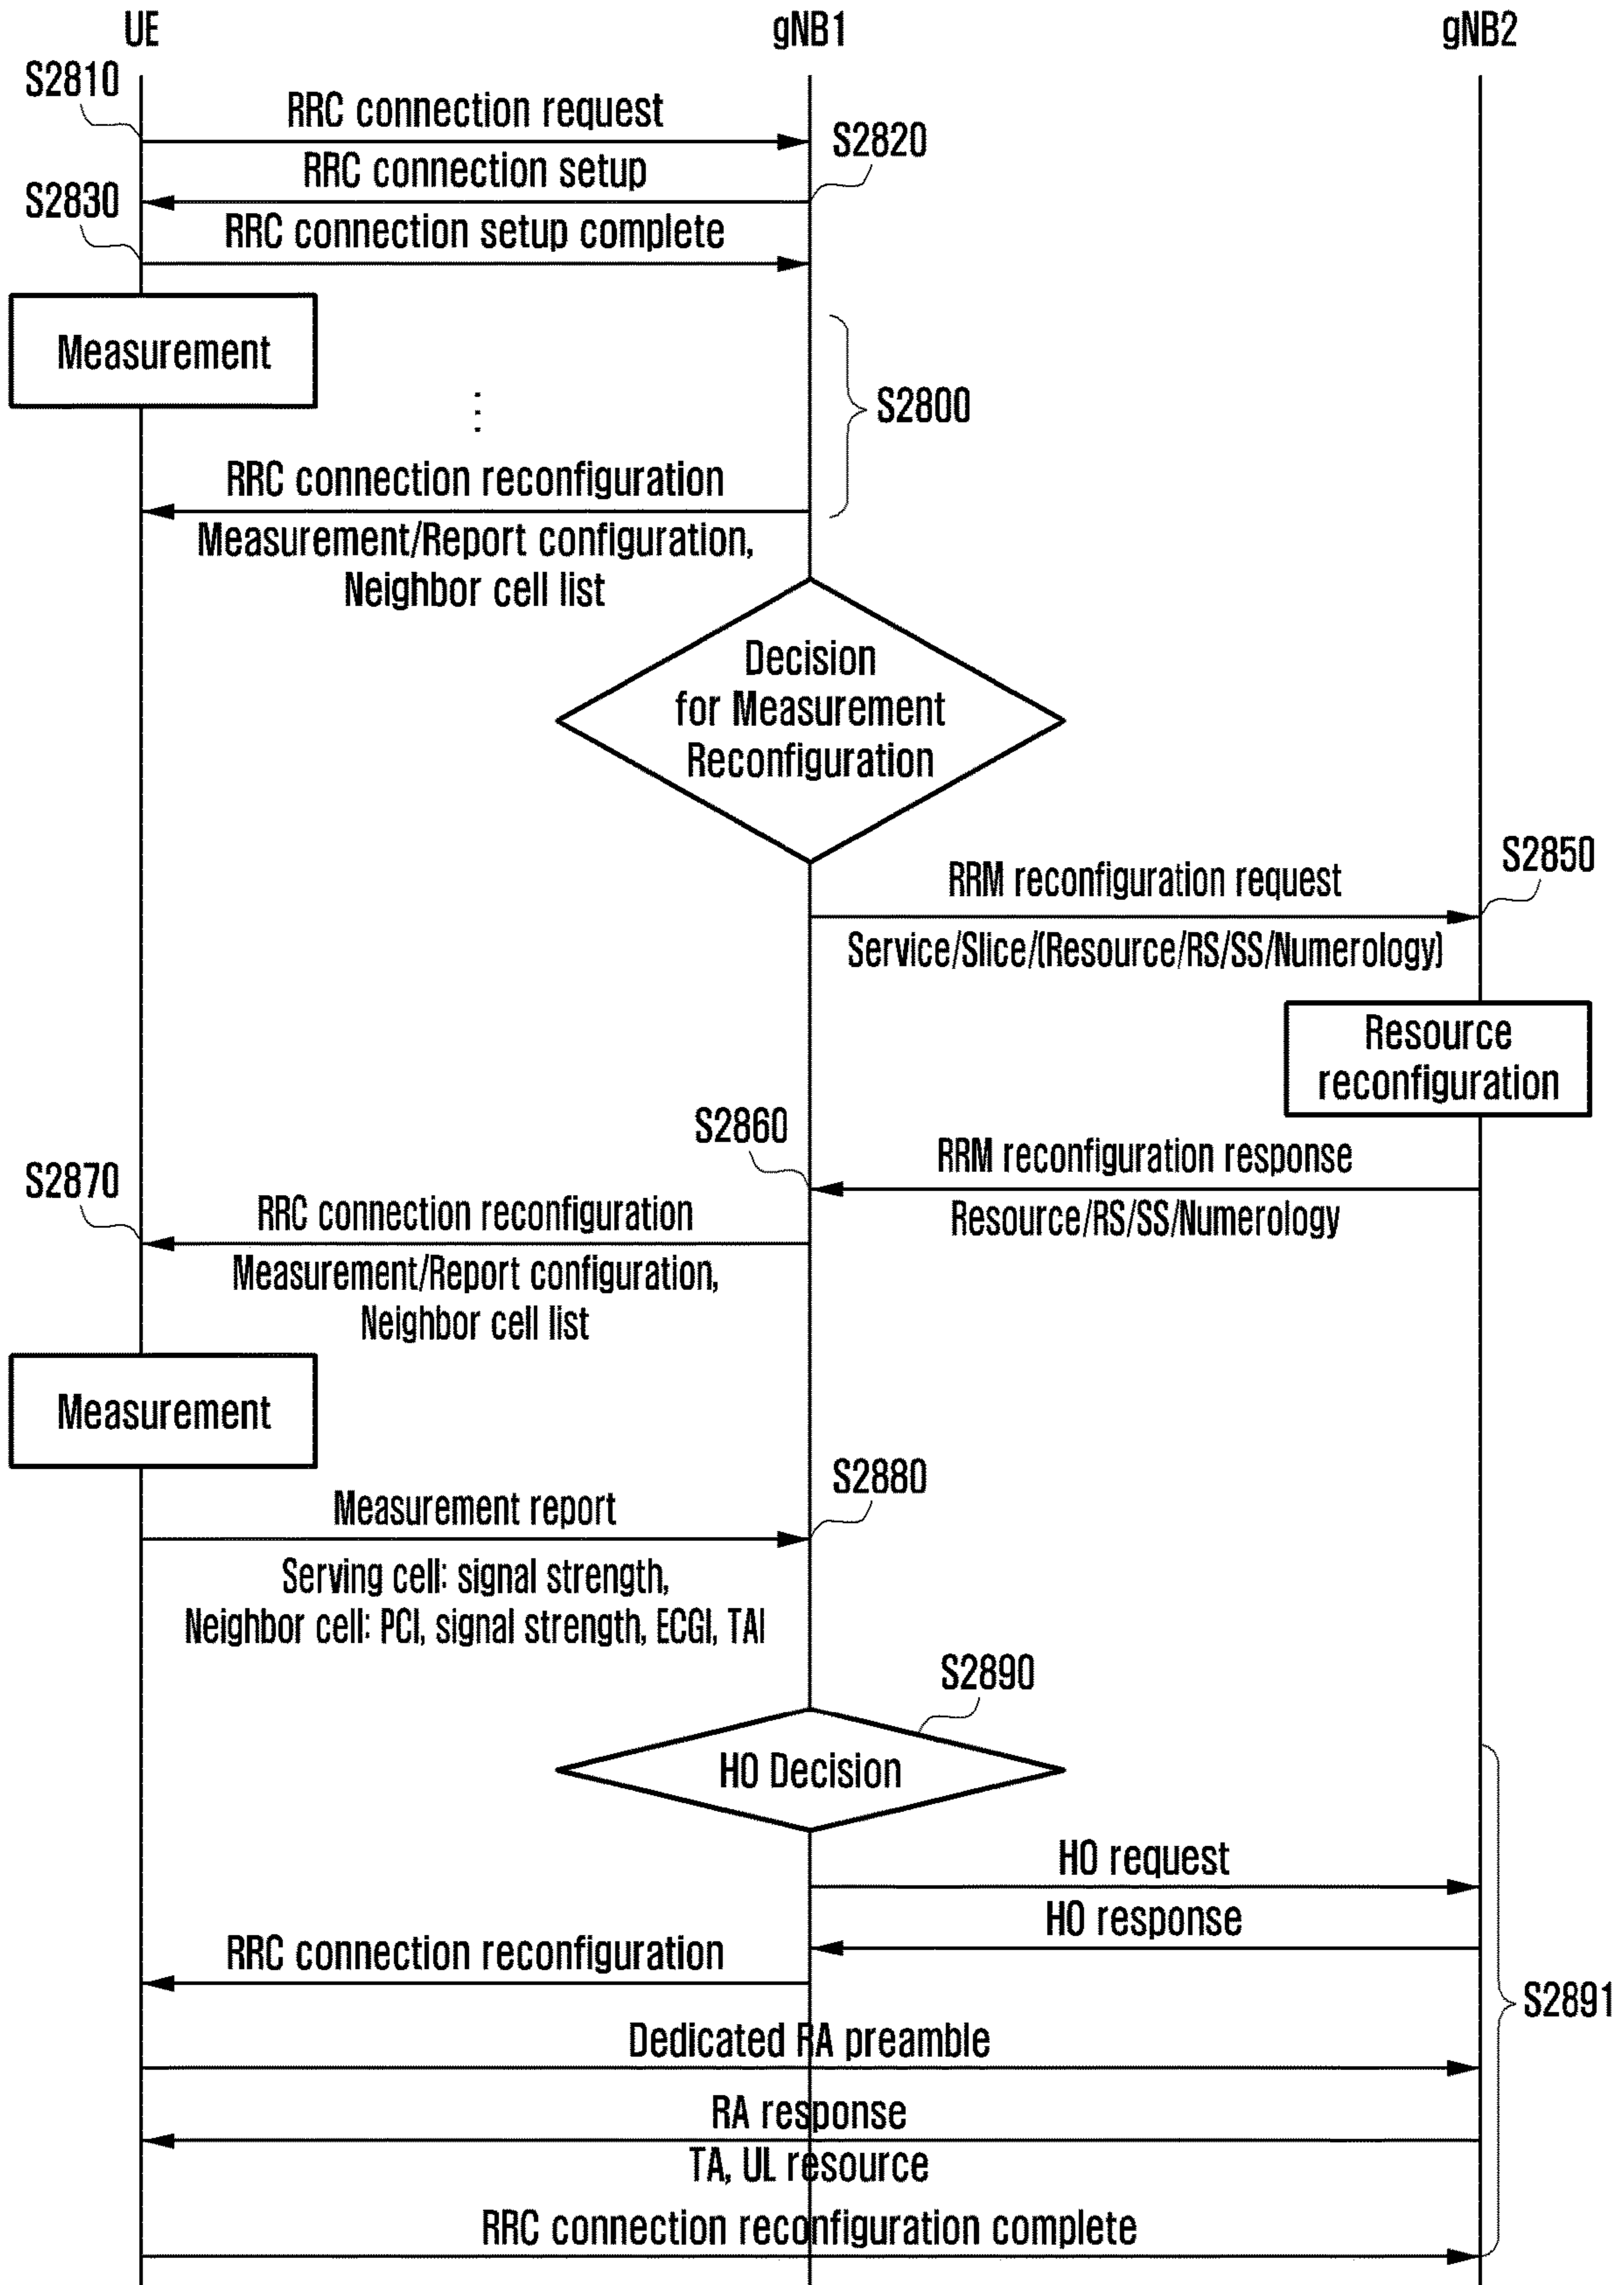 UE
gNB1
gNB2
S2810
RRC connection request
S2820
RRC connection setup
S2830
RRC connection setup complete
Measurement
⋮
S2800
RRC connection reconfiguration
Measurement/Report configuration,
Neighbor cell list
Decision
for Measurement
Reconfiguration
S2850
RRM reconfiguration request
Service/Slice/(Resource/RS/SS/Numerology)
Resource
reconfiguration
S2860
RRM reconfiguration response
Resource/RS/SS/Numerology
S2870
RRC connection reconfiguration
Measurement/Report configuration,
Neighbor cell list
Measurement
S2880
Measurement report
Serving cell: signal strength,
Neighbor cell: PCI, signal strength, ECGI, TAI
S2890
HO Decision
HO request
HO response
RRC connection reconfiguration
S2891
Dedicated RA preamble
RA response
TA, UL resource
RRC connection reconfiguration complete